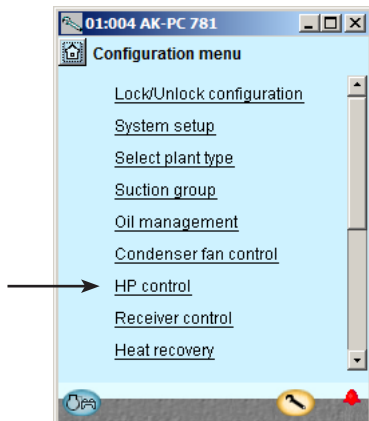 01:004 AK-PC 781
Configuration menu
Lock/Unlock configuration
System setup
Select plant type
Suction group
Oil management
Condenser fan control
HP control
Receiver control
Heat recovery